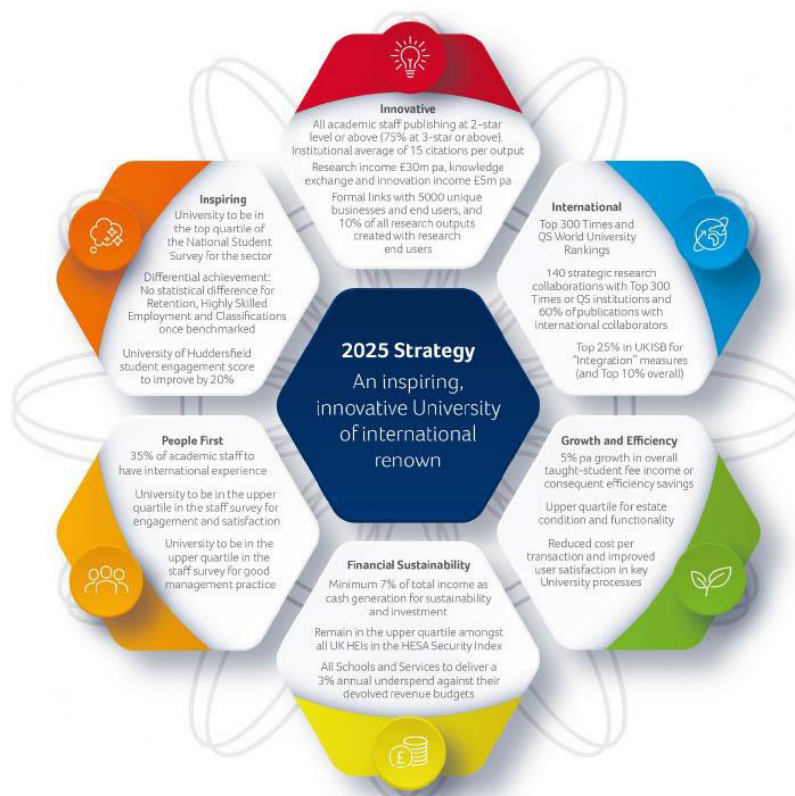 Innovative
All academic staff publishing at 2-star
level or above (75% at 3-star or above).
Institutional average of 15 citations per output
Research income £30m pa, knowledge
exchange and innovation income £5m pa
Formal links with 5000 unique
businesses and end users, and
10% of all research outputs
created with research
end users
Inspiring
University to be in
the top quartile of
the National Student
Survey for the sector
Differential achievement:
No statistical difference for
Retention, Highly Skilled
Employment and Classifications
once benchmarked
University of Huddersfield
student engagement score
to improve by 20%
International
Top 300 Times and
QS World University
Rankings
140 strategic research
collaborations with Top 300
Times or QS institutions and
60% of publications with
international collaborators
Top 25% in UKISB for
"Integration" measures
(and Top 10% overall)
2025 Strategy
An inspiring,
innovative University
of international
renown
People First
35% of academic staff to
have international experience
University to be in the upper
quartile in the staff survey for
engagement and satisfaction
University to be in the
upper quartile in the
staff survey for good
management practice
Growth and Efficiency
5% pa growth in overall
taught-student fee income or
consequent efficiency savings
Upper quartile for estate
condition and functionality
Reduced cost per
transaction and improved
user satisfaction in key
University processes
Financial Sustainability
Minimum 7% of total income as
cash generation for sustainability
and investment
Remain in the upper quartile amongst
all UK HEIs in the HESA Security Index
All Schools and Services to deliver a
3% annual underspend against their
devolved revenue budgets
£